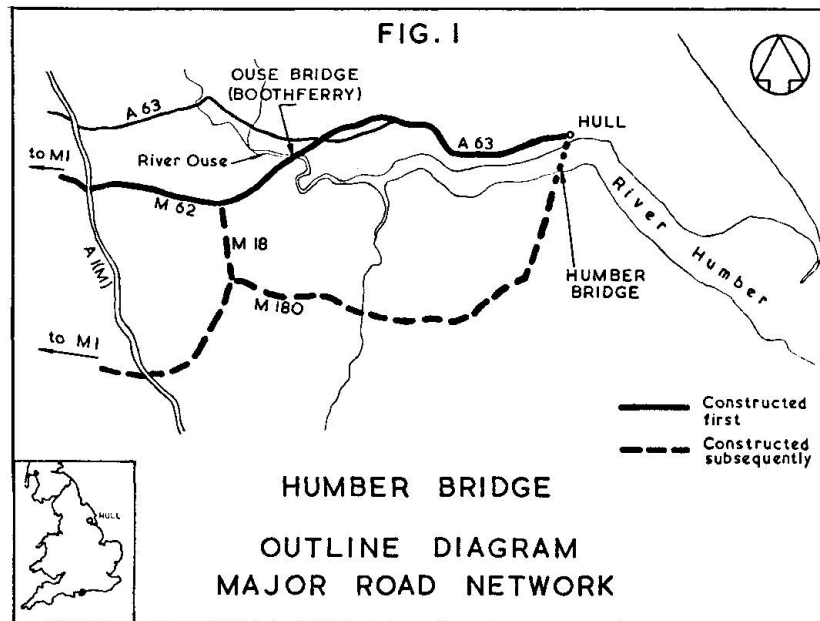 FIG. 1
OUSE BRIDGE
(BOOTHFERRY)
A 63
A 63
HULL
to M1
River Ouse
M 62
River Humber
M 18
A 1(M)
HUMBER
BRIDGE
M 180
to M1
Constructed
first
Constructed
subsequently
HULL
HUMBER BRIDGE
OUTLINE DIAGRAM
MAJOR ROAD NETWORK